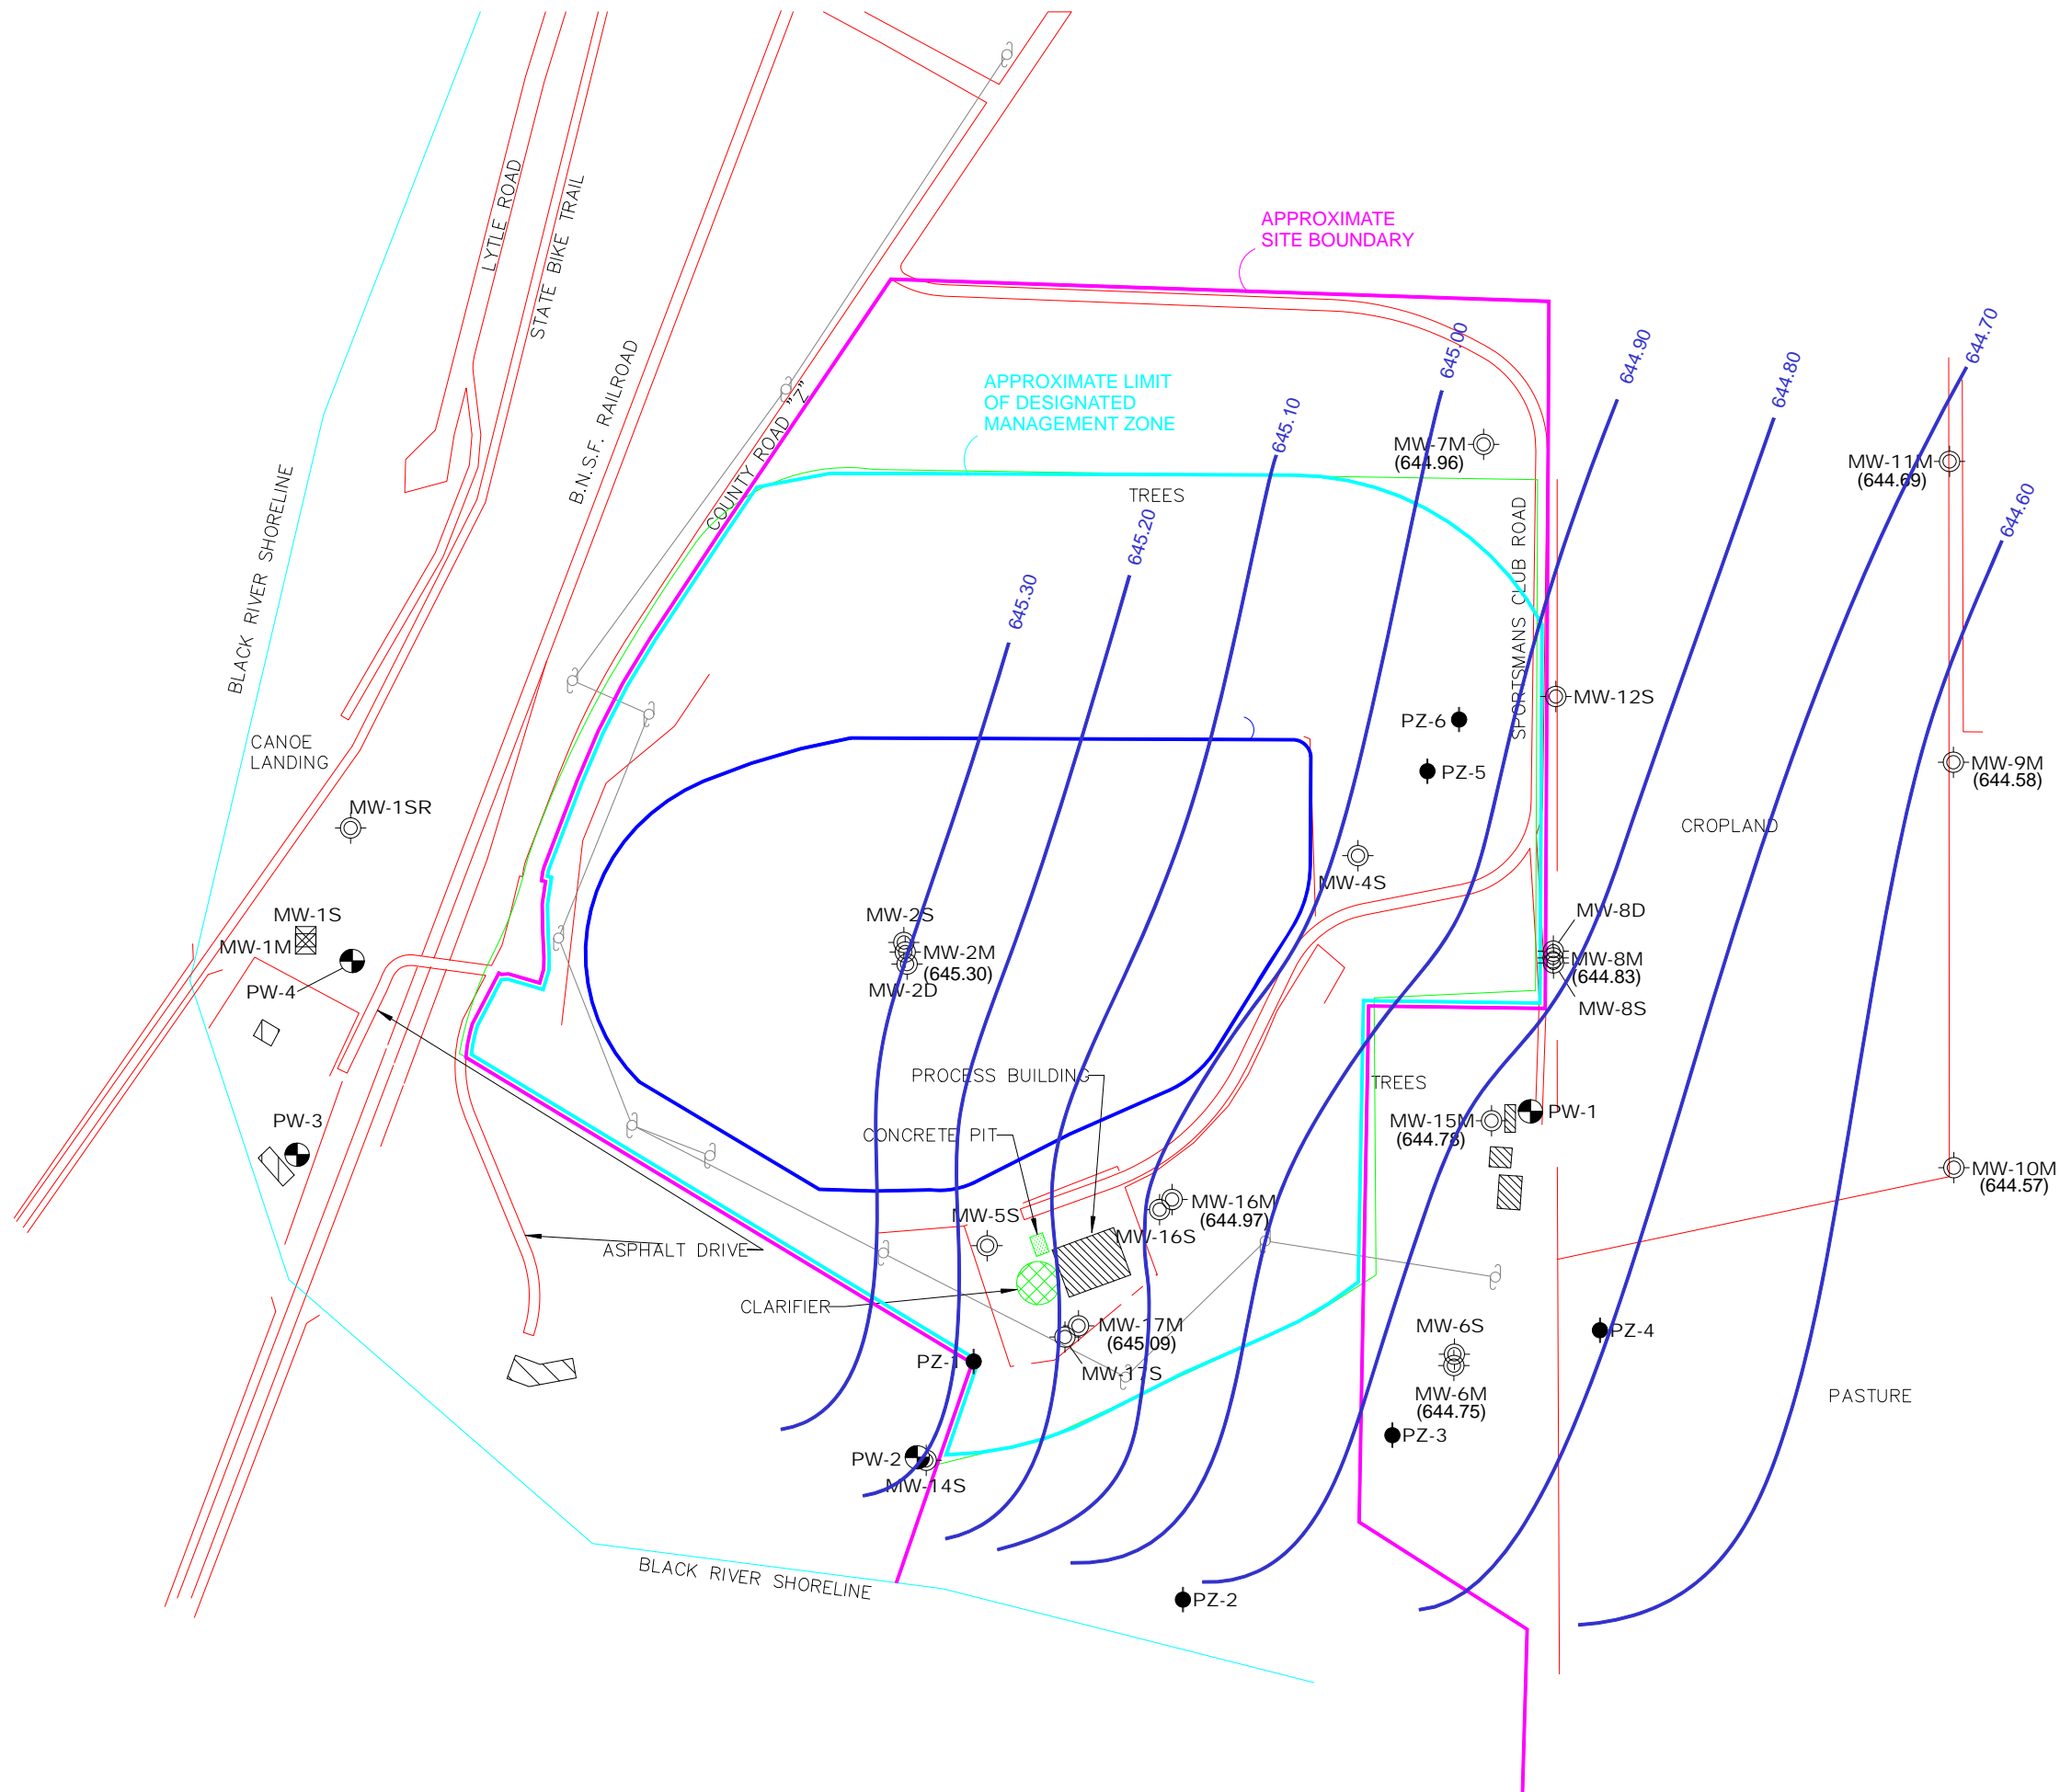 APPROXIMATE
SITE BOUNDARY
LYTLE ROAD
STATE BIKE TRAIL
B.N.S.F. RAILROAD
COUNTY ROAD "Z"
BLACK RIVER SHORELINE
APPROXIMATE LIMIT
OF DESIGNATED
MANAGEMENT ZONE
645.30
645.20
645.10
645.00
644.90
644.80
644.70
644.60
MW-7M
(644.96)
MW-11M
(644.69)
TREES
SPORTSMANS CLUB ROAD
MW-12S
PZ-6
PZ-5
MW-9M
(644.58)
CANOE
LANDING
MW-1SR
CROPLAND
MW-4S
MW-1S
MW-1M
PW-4
MW-2S
MW-2M
(645.30)
MW-2D
MW-8D
MW-8M
(644.83)
MW-8S
PROCESS BUILDING
TREES
PW-3
CONCRETE PIT
MW-15M
(644.78)
PW-1
MW-10M
(644.57)
MW-16M
(644.97)
MW-5S
MW-16S
ASPHALT DRIVE
CLARIFIER
MW-17M
(645.09)
MW-17S
PZ-1
MW-6S
MW-6M
(644.75)
PZ-4
PASTURE
PZ-3
PW-2
MW-14S
BLACK RIVER SHORELINE
PZ-2